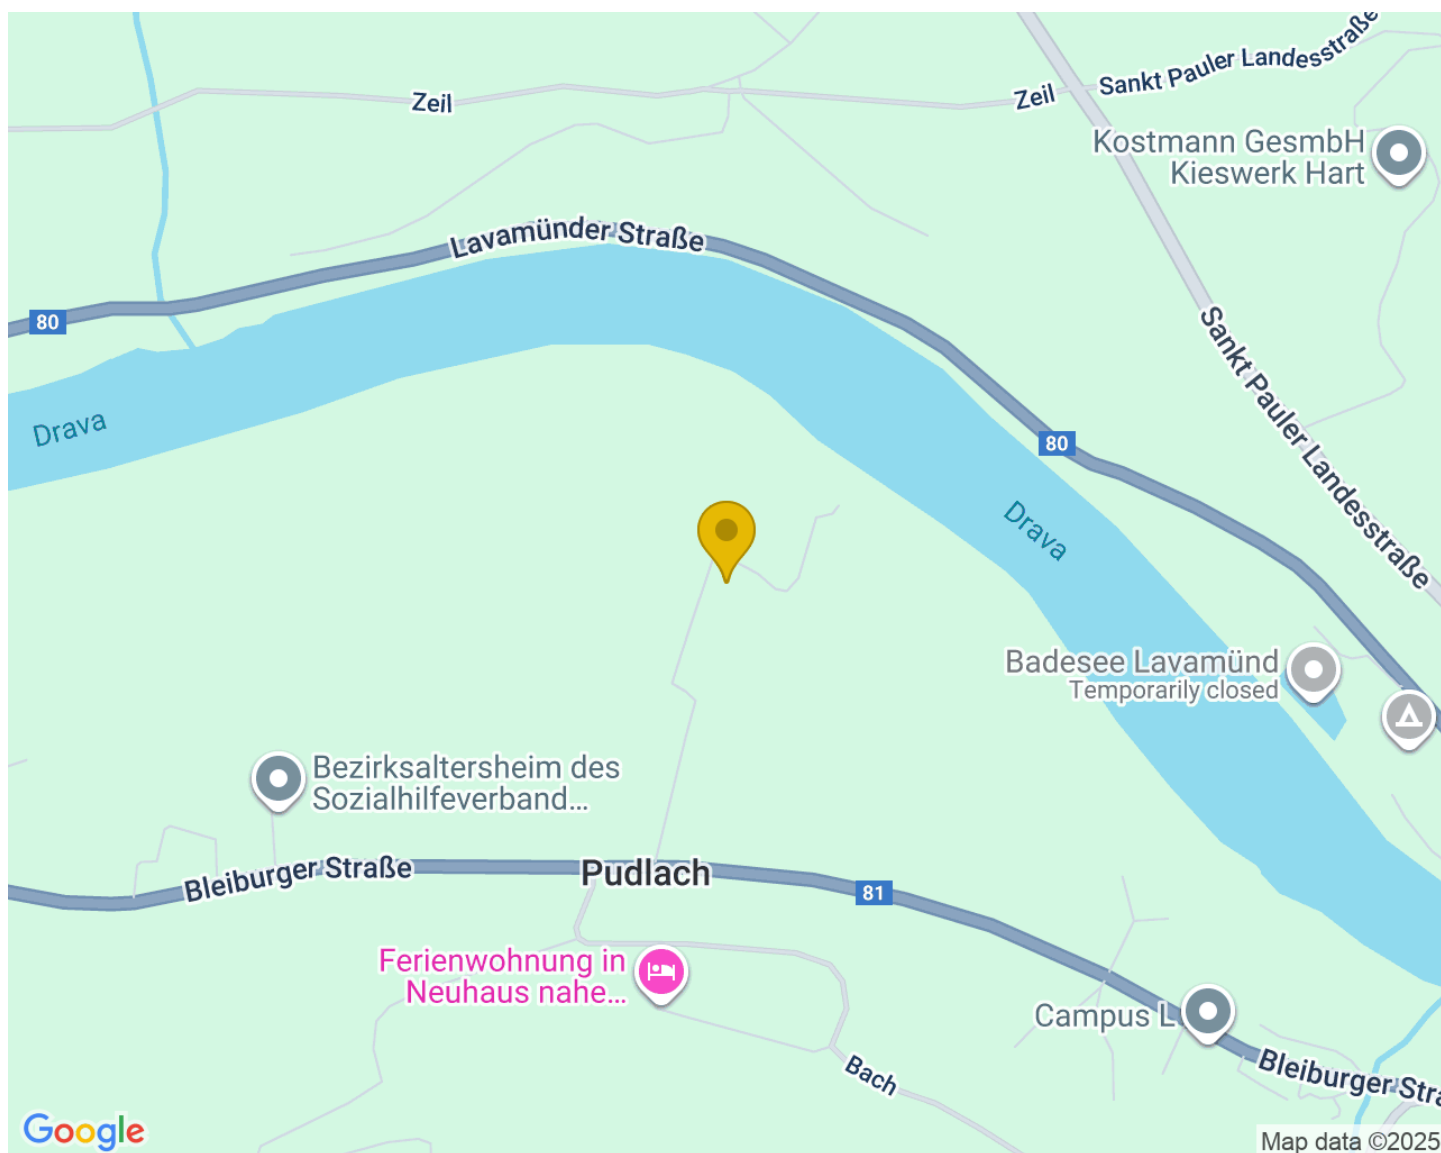 Zeil
Zeil
Sankt Pauler Landesstraße
Kostmann GesmbH
Kieswerk Hart
Lavamünder Straße
80
Sankt Pauler Landesstraße
Drava
80
Drava
Badesee Lavamünd
Temporarily closed
Bezirksaltersheim des
Sozialhilfeverband...
Bleiburger Straße
Pudlach
81
Ferienwohnung in
Neuhaus nahe...
Campus L
Bach
Bleiburger Stra
Google
Map data ©2025